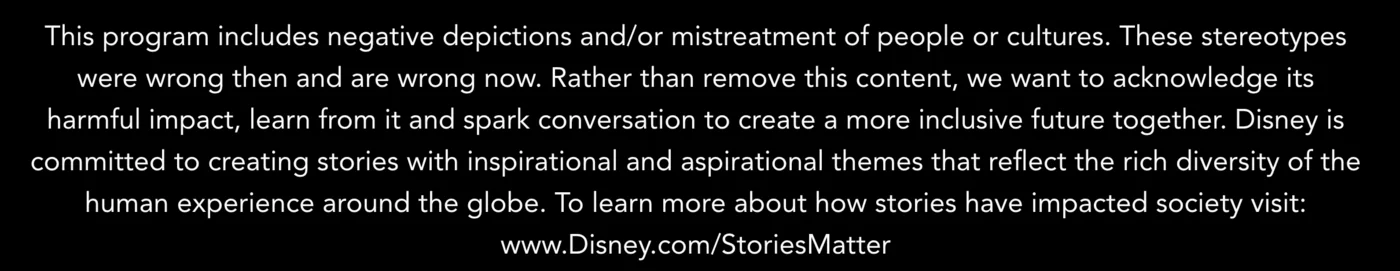 This program includes negative depictions and/or mistreatment of people or cultures. These stereotypes
were wrong then and are wrong now. Rather than remove this content, we want to acknowledge its
harmful impact, learn from it and spark conversation to create a more inclusive future together. Disney is
committed to creating stories with inspirational and aspirational themes that reflect the rich diversity of the
human experience around the globe. To learn more about how stories have impacted society visit:
www.Disney.com/StoriesMatter